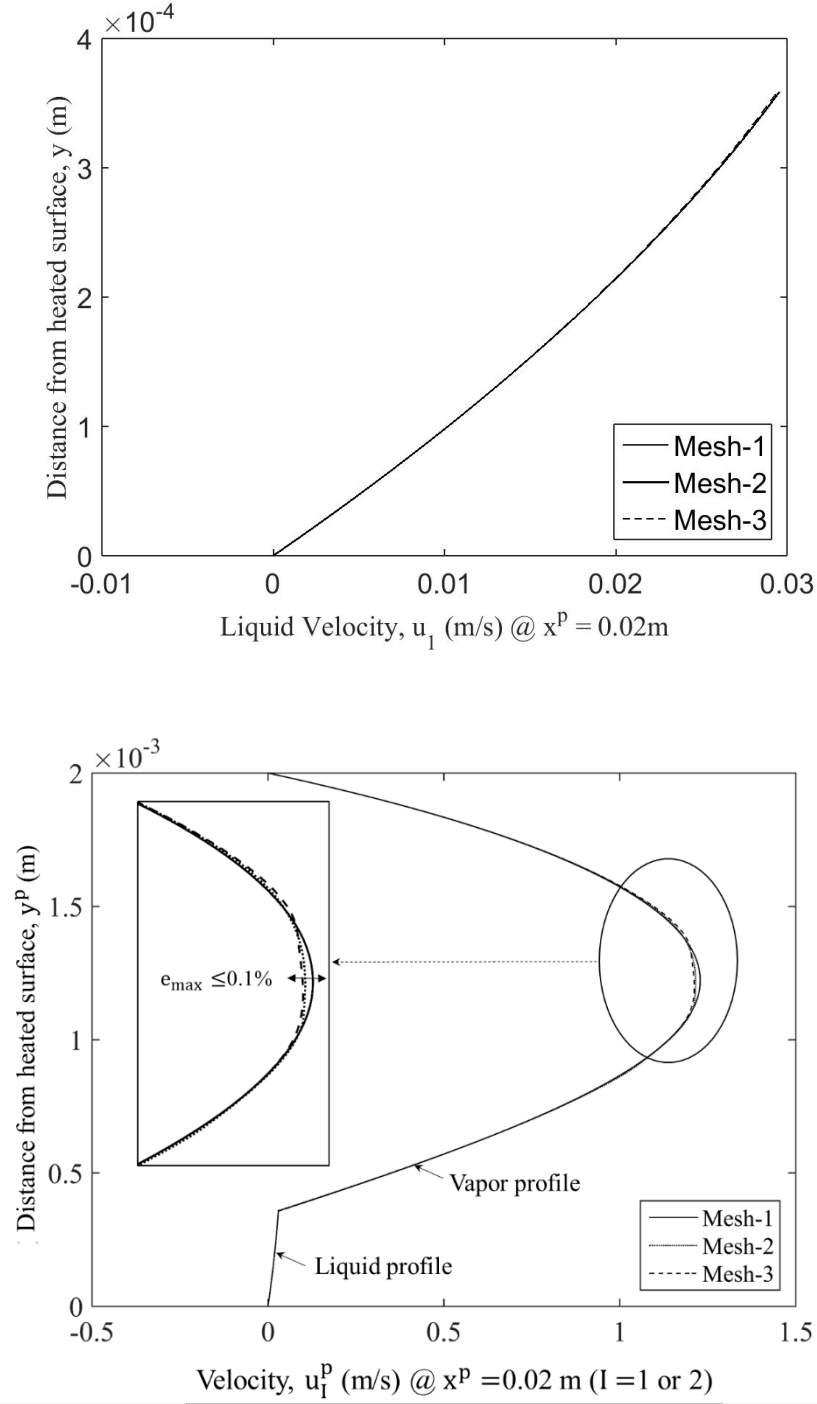 ×10⁻⁴
4
3
2
1
0
Distance from heated surface, y (m)
-0.01
0
0.01
0.02
0.03
Mesh-1
Mesh-2
Mesh-3
Liquid Velocity, u₁ (m/s) @ xᵖ = 0.02m
×10⁻³
2
1.5
1
0.5
0
Distance from heated surface, yᵖ (m)
e_max ≤0.1%
Vapor profile
Liquid profile
Mesh-1
Mesh-2
Mesh-3
-0.5
0
0.5
1
1.5
Velocity, u_I^p (m/s) @ xᵖ =0.02 m (I =1 or 2)